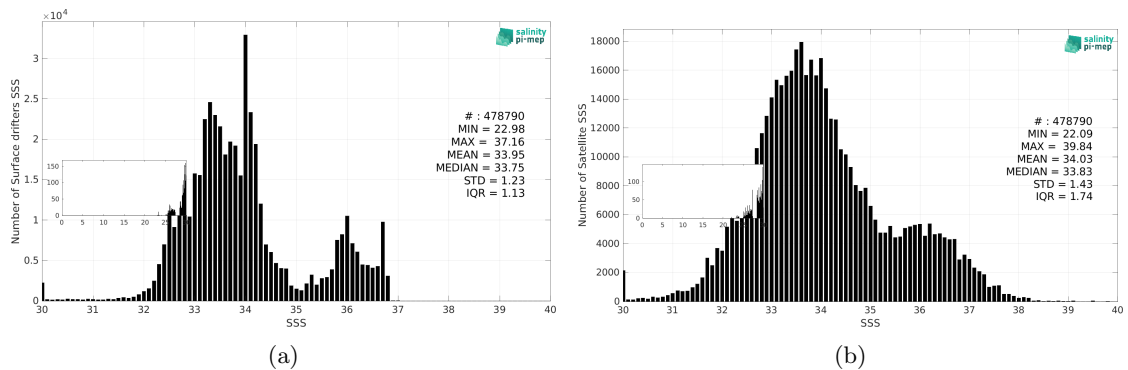 ×10⁴
salinity
pi-mep
3.5
3
2.5
2
1.5
1
0.5
0
Number of Surface drifters SSS
# : 478790
MIN = 22.98
MAX = 37.16
MEAN = 33.95
MEDIAN = 33.75
STD = 1.23
IQR = 1.13
150
100
50
0
0 5 10 15 20 25
30 31 32 33 34 35 36 37 38 39 40
SSS
(a)
salinity
pi-mep
18000
16000
14000
12000
10000
8000
6000
4000
2000
0
Number of Satellite SSS
# : 478790
MIN = 22.09
MAX = 39.84
MEAN = 34.03
MEDIAN = 33.83
STD = 1.43
IQR = 1.74
100
50
0
0 5 10 15 20 25
30 31 32 33 34 35 36 37 38 39 40
SSS
(b)